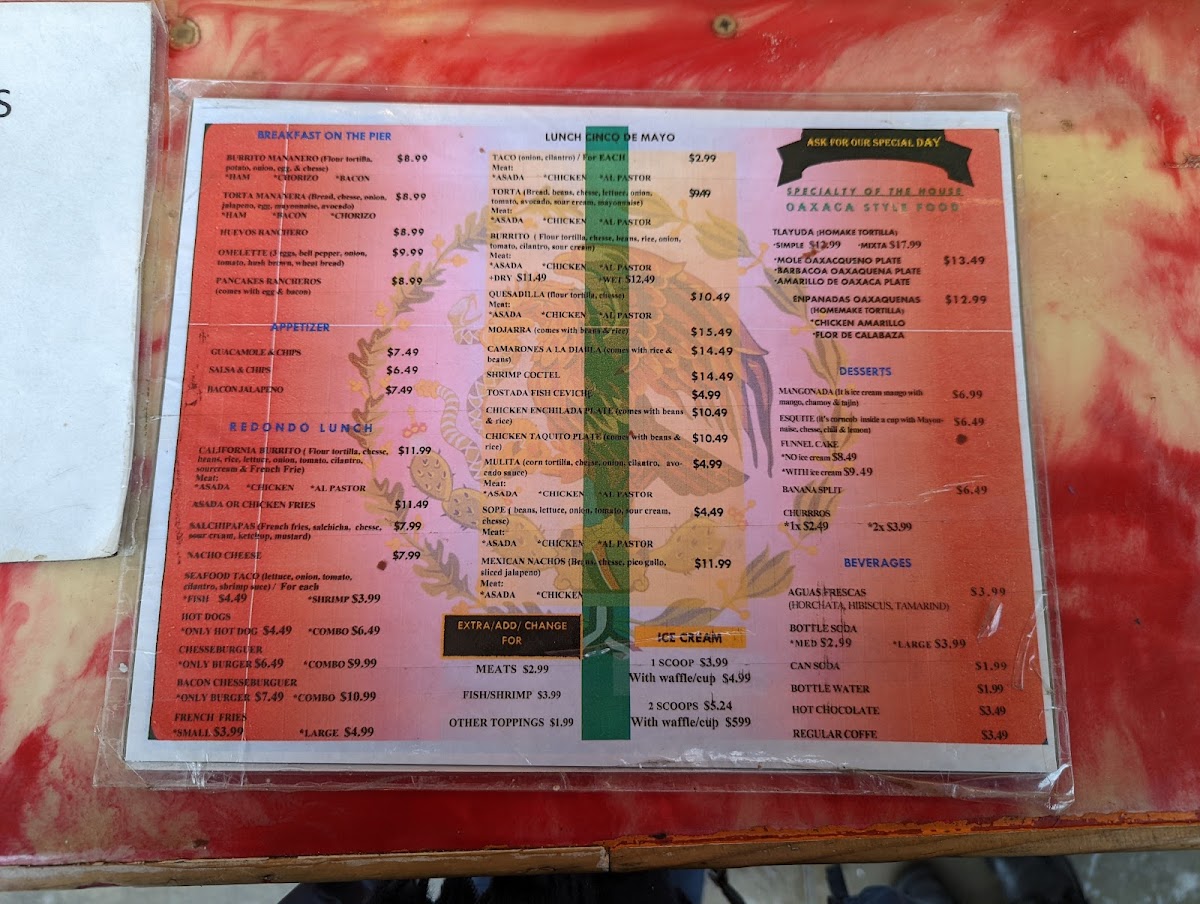 S
BREAKFAST ON THE PIER
BURRITO MANANERO (Flour tortilla, $8.99
potato, onion, egg, & chesse)
*HAM *CHORIZO *BACON
TORTA MANANERA (Bread, chesse, onion, $8.99
jalapeno, egg, mayonnaise, avocado)
*HAM *BACON *CHORIZO
HUEVOS RANCHERO $8.99
OMELETTE (3 eggs, bell pepper, onion, $9.99
tomato, hash brown, wheat bread)
PANCAKES RANCHEROS $8.99
(comes with egg & bacon)
APPETIZER
GUACAMOLE & CHIPS $7.49
SALSA & CHIPS $6.49
BACON JALAPENO $7.49
REDONDO LUNCH
CALIFORNIA BURRITO ( Flour tortilla, chesse, $11.99
beans, rice, lettuce, onion, tomato, cilantro,
sourcream & French Frie)
Meat:
*ASADA *CHICKEN *AL PASTOR
ASADA OR CHICKEN FRIES $11.49
SALCHIPAPAS (French fries, salchicha, chesse, $7.99
sour cream, ketchup, mustard)
NACHO CHEESE $7.99
SEAFOOD TACO (lettuce, onion, tomato,
cilantro, shrimp suce) / For each
*FISH $4.49 *SHRIMP $3.99
HOT DOGS
*ONLY HOT DOG $4.49 *COMBO $6.49
CHESSEBURGUER
*ONLY BURGER $6.49 *COMBO $9.99
BACON CHESSEBURGUER
*ONLY BURGER $7.49 *COMBO $10.99
FRENCH FRIES
*SMALL $3.99 *LARGE $4.99
LUNCH CINCO DE MAYO
TACO (onion, cilantro) / For EACH $2.99
Meat:
*ASADA *CHICKEN *AL PASTOR
TORTA (Bread, beans, chesse, lettuce, onion, $9.49
tomato, avocado, sour cream, mayonnaise)
Meat:
*ASADA *CHICKEN *AL PASTOR
BURRITO ( Flour tortilla, chesse, beans, rice, onion,
tomato, cilantro, sour cream)
Meat:
*ASADA *CHICKEN *AL PASTOR
+DRY $11.49 *WET $12,49
QUESADILLA (flour tortilla, chesse) $10.49
Meat:
*ASADA *CHICKEN *AL PASTOR
MOJARRA (comes with beans & rice) $15.49
CAMARONES A LA DIABLA (comes with rice & $14.49
beans)
SHRIMP COCTEL $14.49
TOSTADA FISH CEVICHE $4.99
CHICKEN ENCHILADA PLATE (comes with beans $10.49
& rice)
CHICKEN TAQUITO PLATE (comes with beans & $10.49
rice)
MULITA (corn tortilla, chesse, onion, cilantro, avo- $4.99
cado sauce)
Meat:
*ASADA *CHICKEN *AL PASTOR
SOPE ( beans, lettuce, onion, tomato, sour cream, $4.49
chesse)
Meat:
*ASADA *CHICKEN *AL PASTOR
MEXICAN NACHOS (Beans, chesse, pico gallo, $11.99
sliced jalapeno)
Meat:
*ASADA *CHICKEN
EXTRA/ADD/ CHANGE
FOR
MEATS $2.99
FISH/SHRIMP $3.99
OTHER TOPPINGS $1.99
ICE CREAM
1 SCOOP $3.99
With waffle/cup $4.99
2 SCOOPS $5.24
With waffle/cup $599
ASK FOR OUR SPECIAL DAY
SPECIALTY OF THE HOUSE
OAXACA STYLE FOOD
TLAYUDA (HOMAKE TORTILLA)
*SIMPLE $12.99 *MIXTA $17.99
*MOLE OAXACQUENO PLATE $13.49
*BARBACOA OAXAQUENA PLATE
*AMARILLO DE OAXACA PLATE
ENPANADAS OAXAQUENAS $12.99
(HOMEMAKE TORTILLA)
*CHICKEN AMARILLO
*FLOR DE CALABAZA
DESSERTS
MANGONADA (It is ice cream mango with $6.99
mango, chamoy & tajin)
ESQUITE (it's corncob inside a cup with Mayon- $6.49
naise, chesse, chili & lemon)
FUNNEL CAKE
*NO ice cream $8.49
*WITH ice cream $9.49
BANANA SPLIT $6.49
CHURRROS
*1x $2.49 *2x $3.99
BEVERAGES
AGUAS FRESCAS $3.99
(HORCHATA, HIBISCUS, TAMARIND)
BOTTLE SODA
*MED $2.99 *LARGE $3.99
CAN SODA $1.99
BOTTLE WATER $1.99
HOT CHOCOLATE $3.49
REGULAR COFFE $3.49